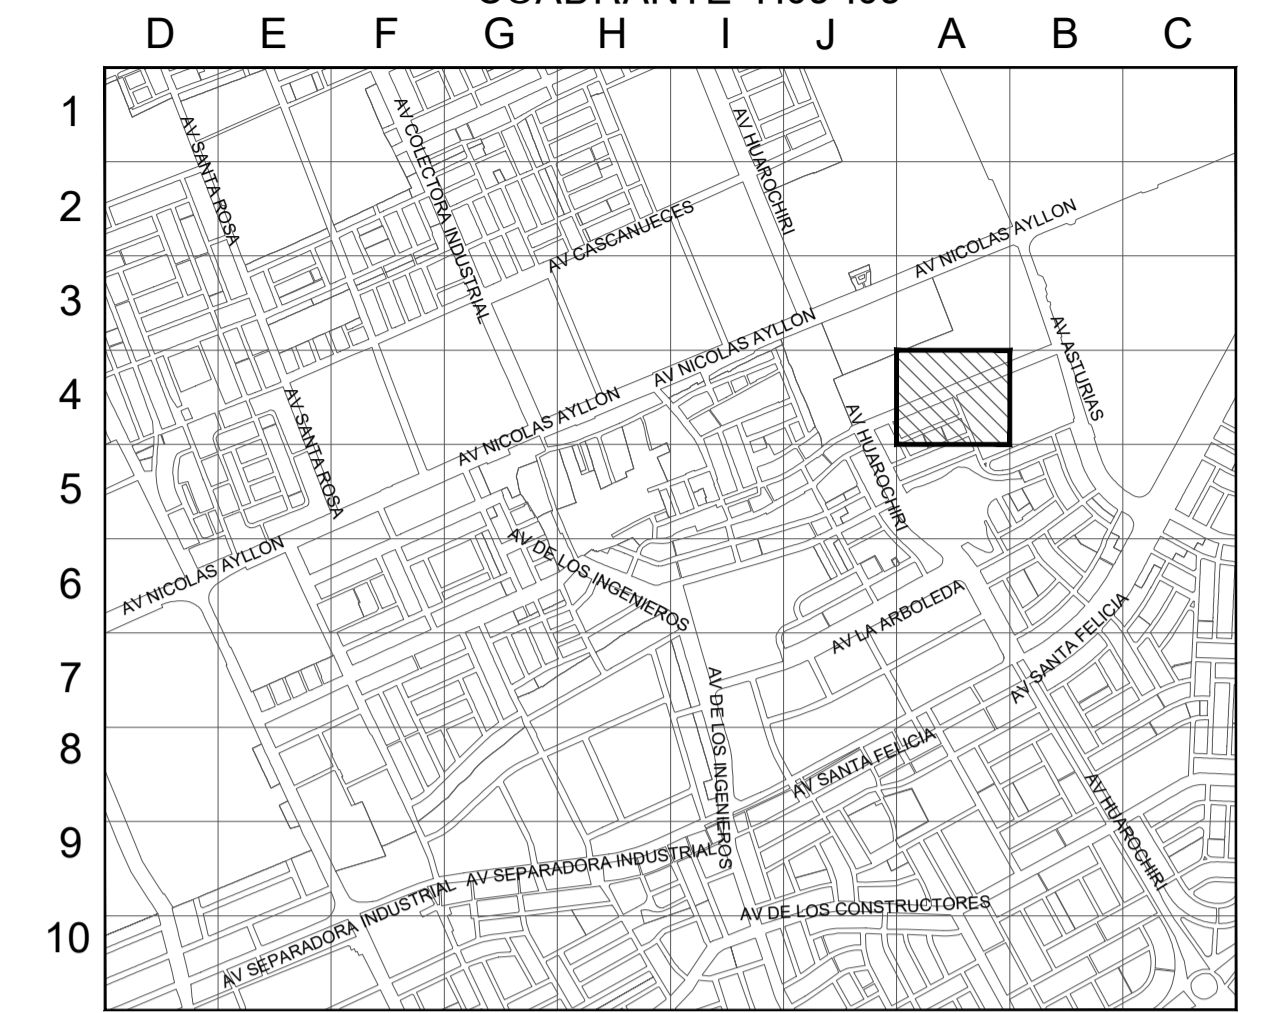 D E F G H I J A B C
1
2
3
4
5
6
7
8
9
10
AV SANTA ROSA
AV COLECTORA INDUSTRIAL
AV HUAROCHIRI
AV CASCANUECES
AV NICOLAS AYLLON
AV NICOLAS AYLLON
AV NICOLAS AYLLON
AV ASTURIAS
AV SANTA ROSA
AV HUAROCHIRI
AV NICOLAS AYLLON
AV DE LOS INGENIEROS
AV LA ARBOLEDA
AV SANTA FELICIA
AV DE LOS INGENIEROS
AV SANTA FELICIA
AV HUAROCHIRI
AV SEPARADORA INDUSTRIAL
AV SEPARADORA INDUSTRIAL
AV DE LOS CONSTRUCTORES